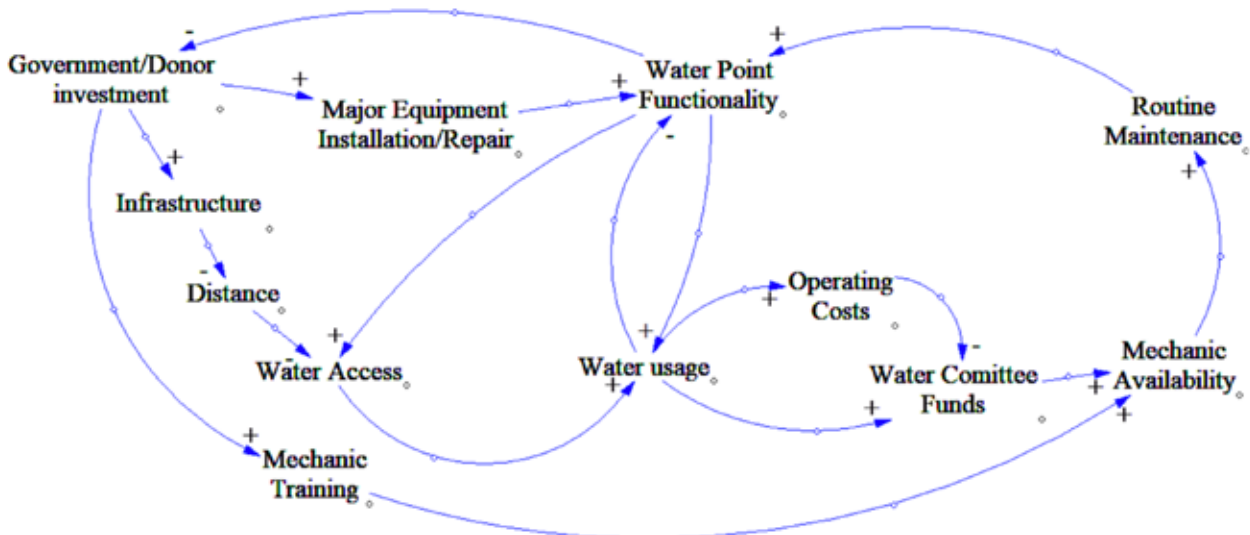 -
+
Government/Donor
investment
+
+
Water Point
Functionality
Major Equipment
Installation/Repair
Routine
Maintenance
-
+
+
Infrastructure
-
Distance
Operating
Costs
+
+
+
-
-
Water Access
Water usage
+
Water Comittee
Funds
+
Mechanic
Availability
+
+
+
Mechanic
Training